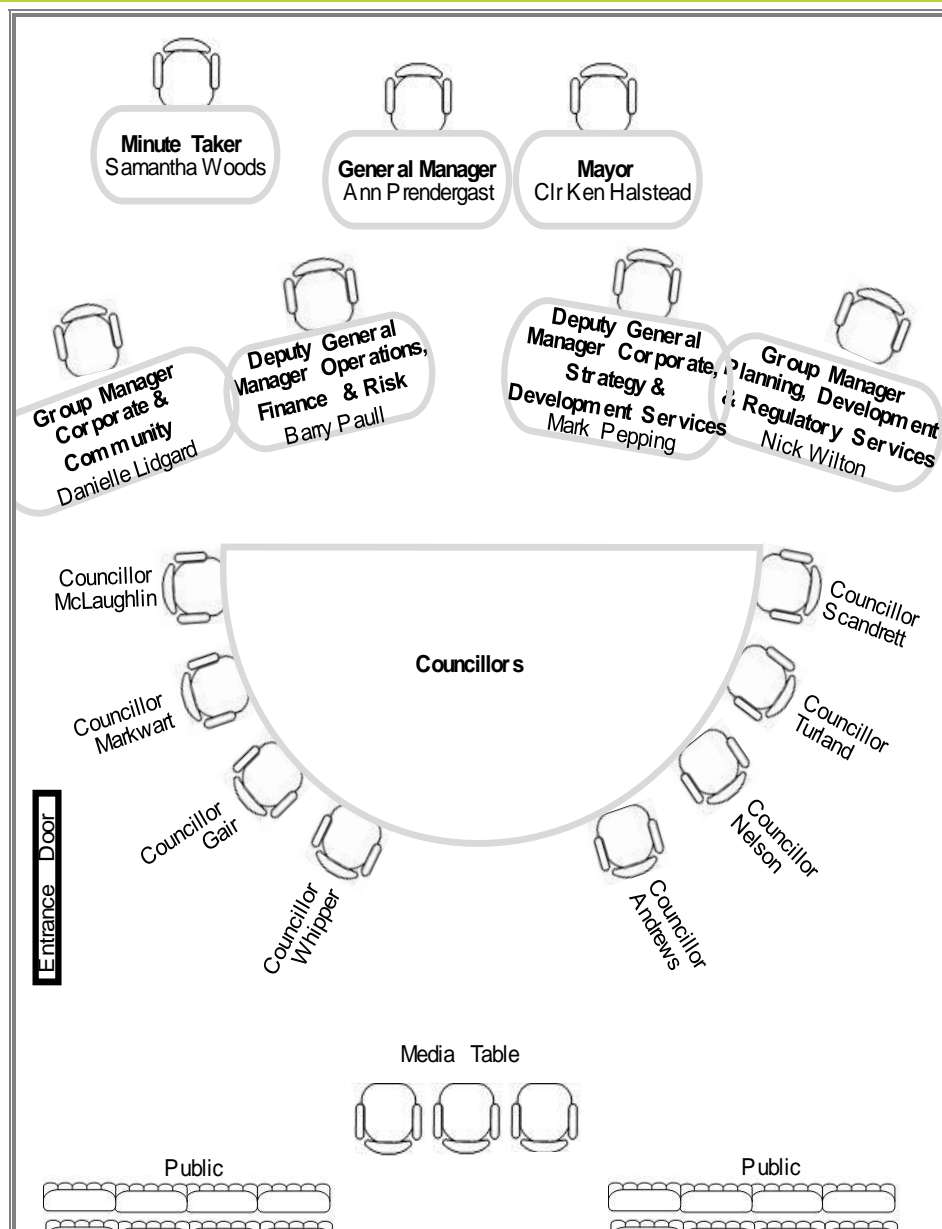 Minute Taker
Samantha Woods
General Manager
Ann Prendergast
Mayor
Clr Ken Halstead
Group Manager
Corporate &
Community
Danielle Lidgard
Deputy General
Manager Operations,
Finance & Risk
Barry Paull
Deputy General
Manager Corporate,
Strategy &
Development Services
Mark Pepping
Group Manager
Planning, Development
& Regulatory Services
Nick Wilton
Councillor
McLaughlin
Councillor
Markwart
Councillor
Gair
Councillor
Whipper
Councillors
Councillor
Scandrett
Councillor
Turland
Councillor
Nelson
Councillor
Andrews
Entrance Door
Media Table
Public
Public